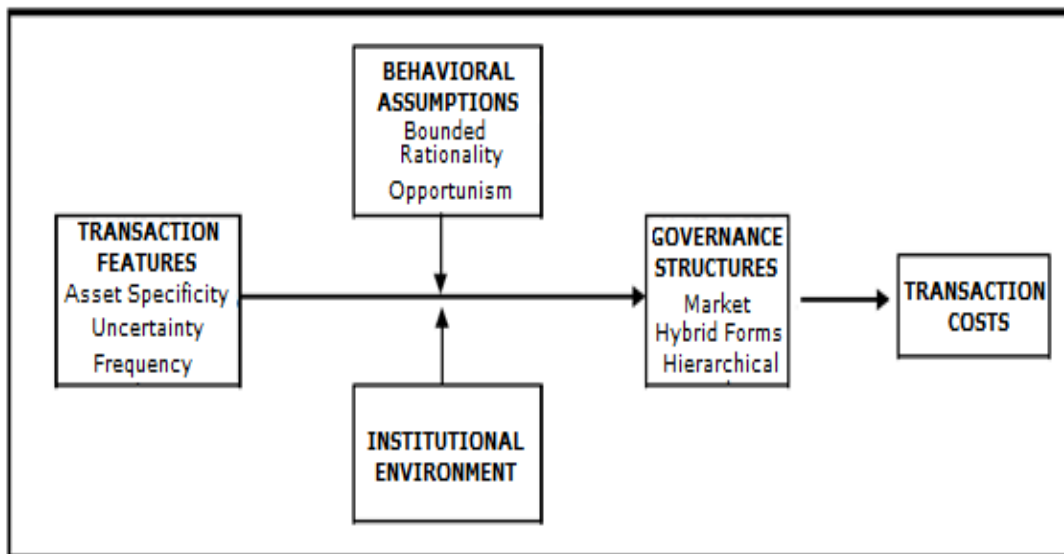 BEHAVIORAL
ASSUMPTIONS
Bounded
Rationality
Opportunism
TRANSACTION
FEATURES
Asset Specificity
Uncertainty
Frequency
GOVERNANCE
STRUCTURES
Market
Hybrid Forms
Hierarchical
TRANSACTION
COSTS
INSTITUTIONAL
ENVIRONMENT